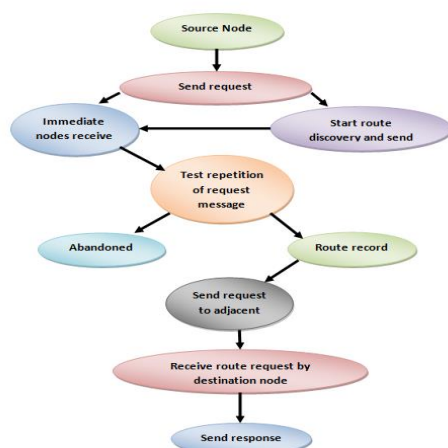 Source Node
Send request
Immediate
nodes receive
Start route
discovery and send
Test repetition
of request
message
Abandoned
Route record
Send request
to adjacent
Receive route request by
destination node
Send response